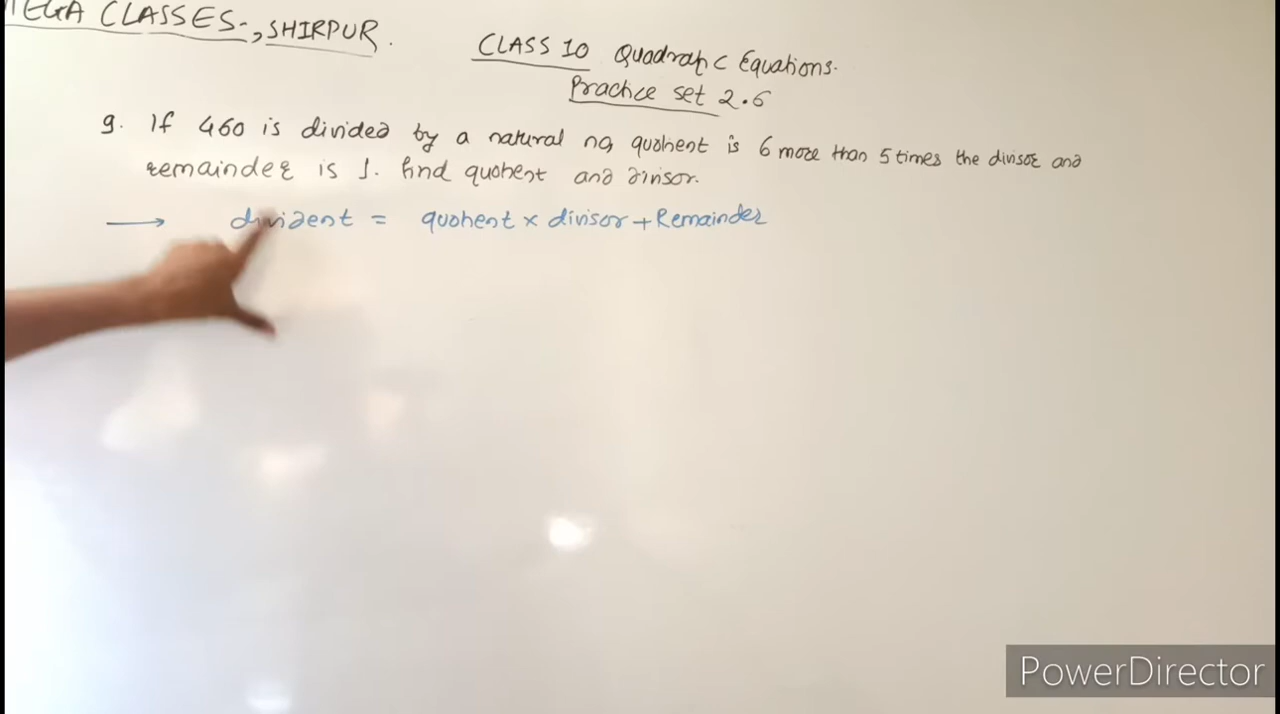 TEGA CLASSES-, SHIRPUR.
CLASS 10 Quadratic Equations.
Practice set 2.6
9. If 460 is divided by a natural no, quotient is 6 more than 5 times the divisor and
remainder is 1. find quotient and divisor.
→ divident = quotient × divisor + Remainder
PowerDirector